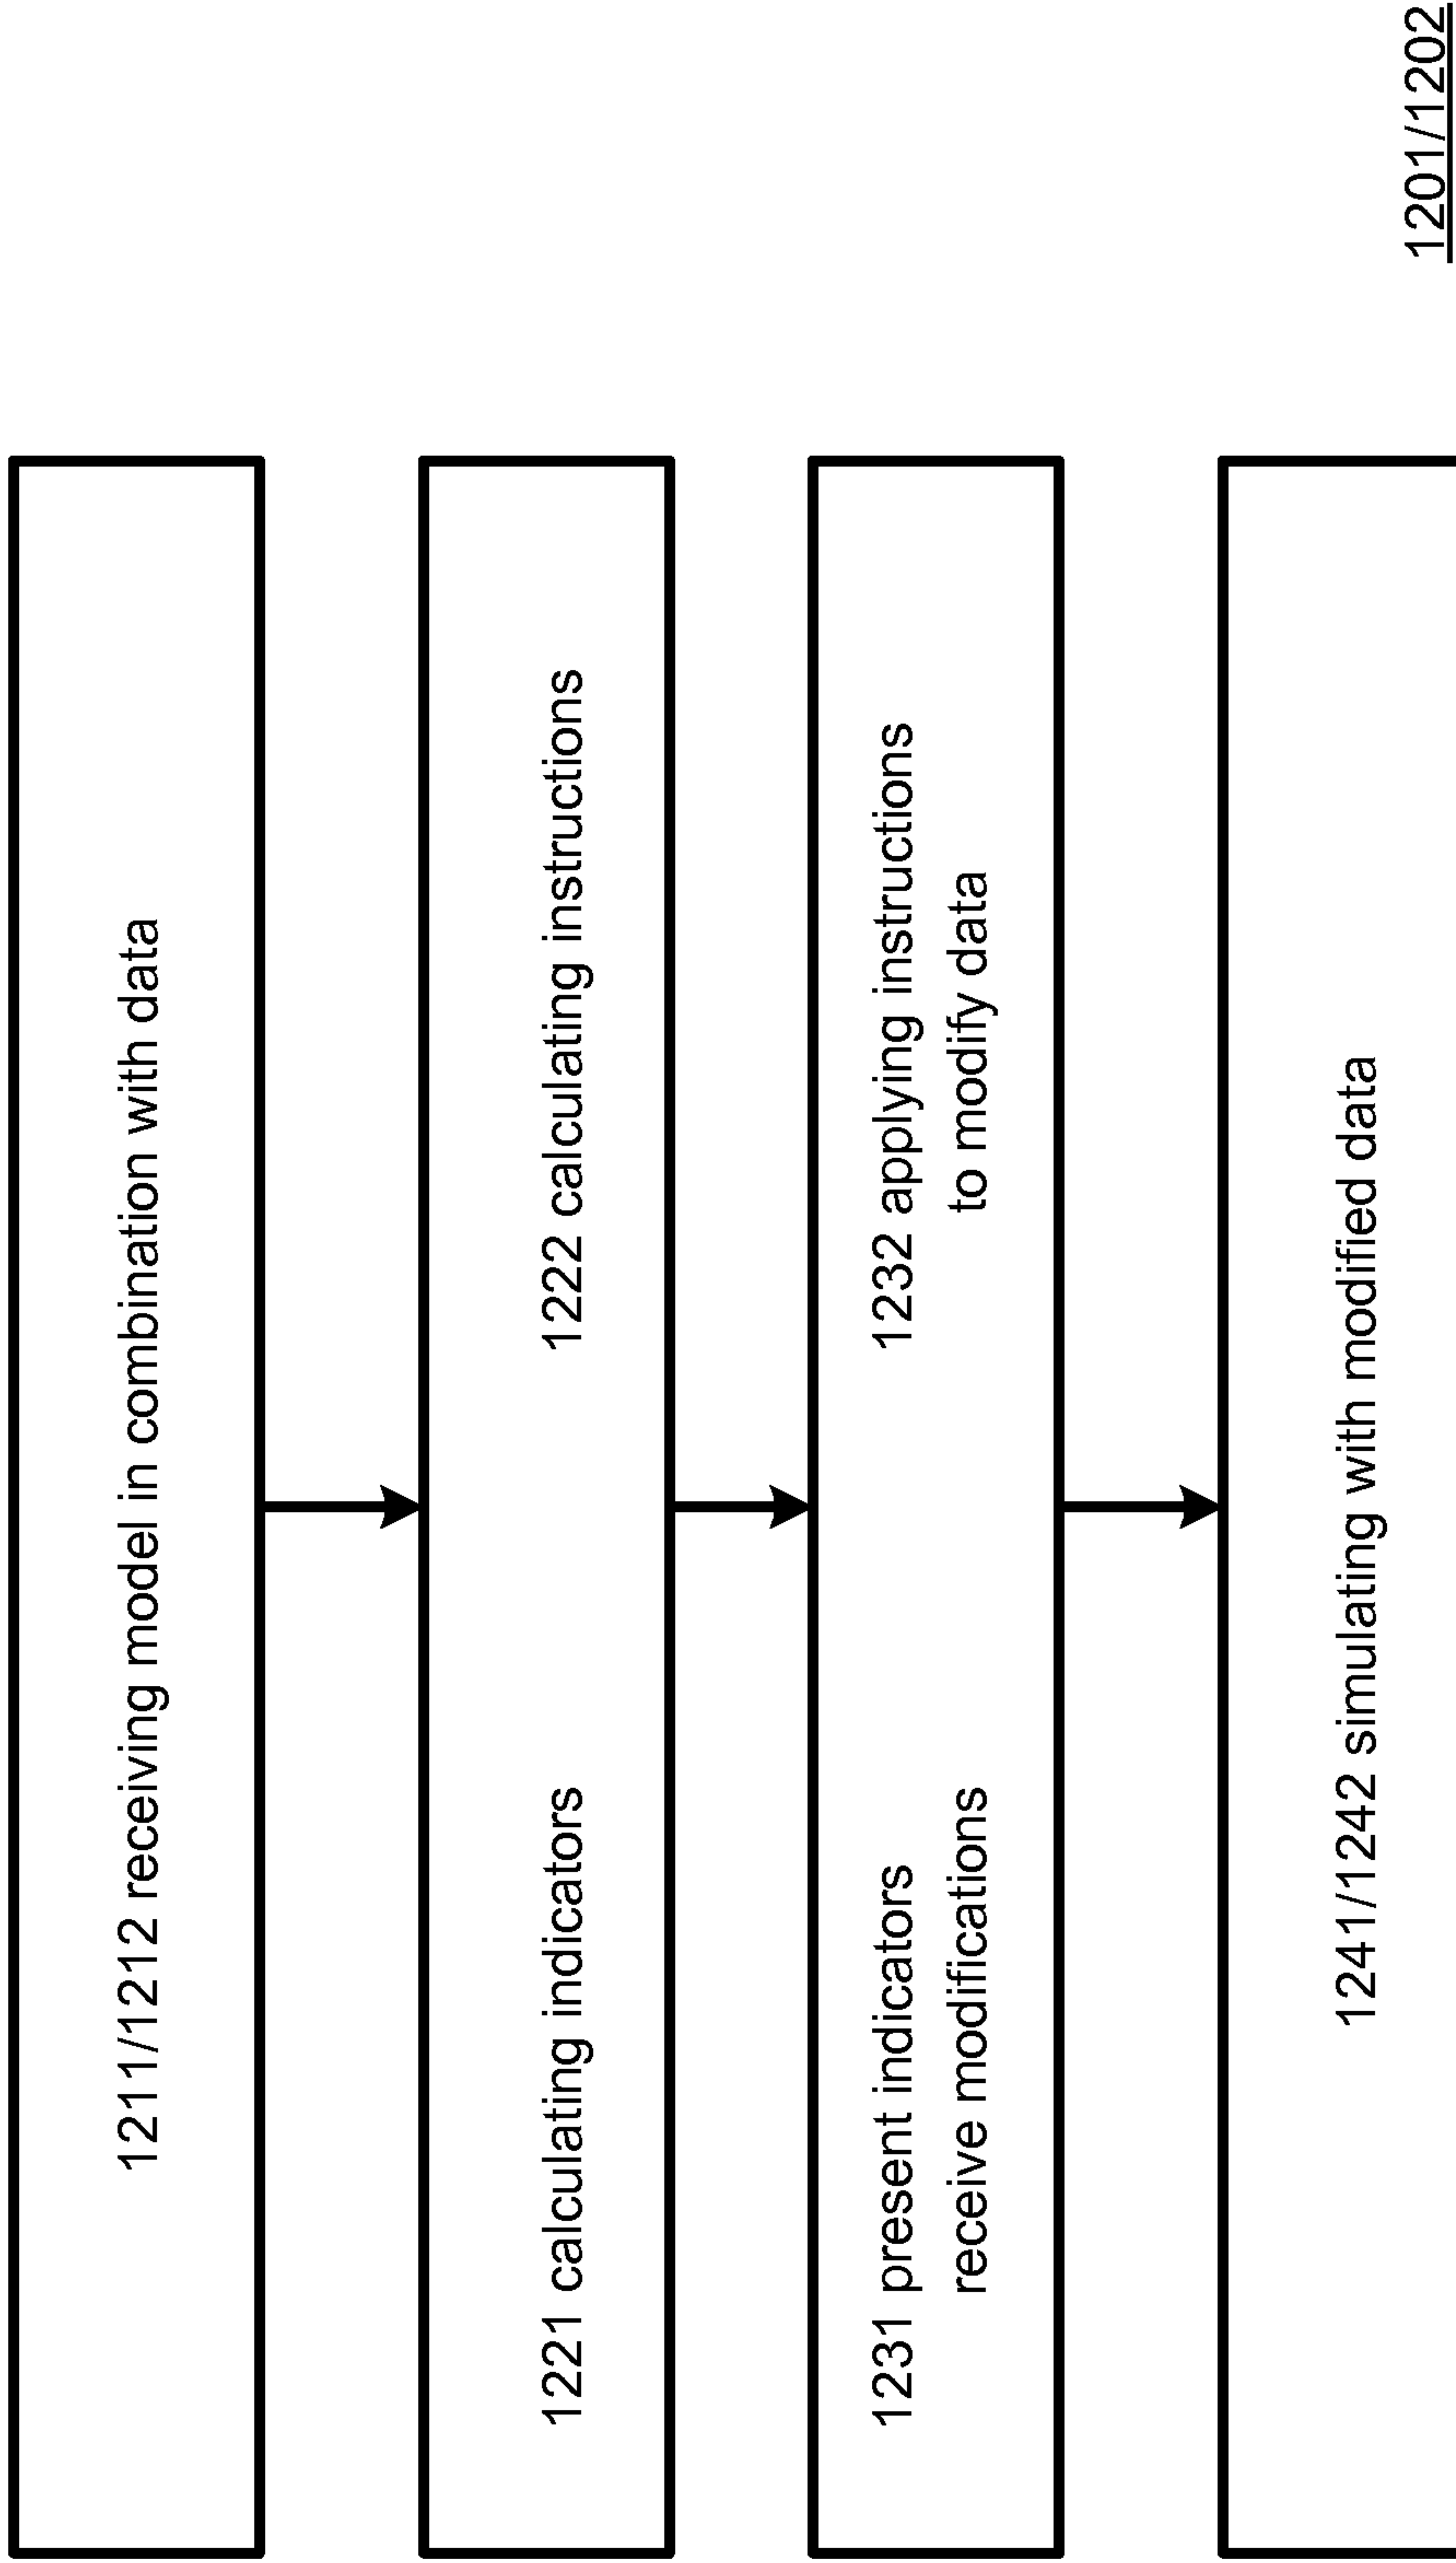 1211/1212 receiving model in combination with data
1221 calculating indicators
1222 calculating instructions
1231 present indicators
receive modifications
1232 applying instructions
to modify data
1241/1242 simulating with modified data
1201/1202